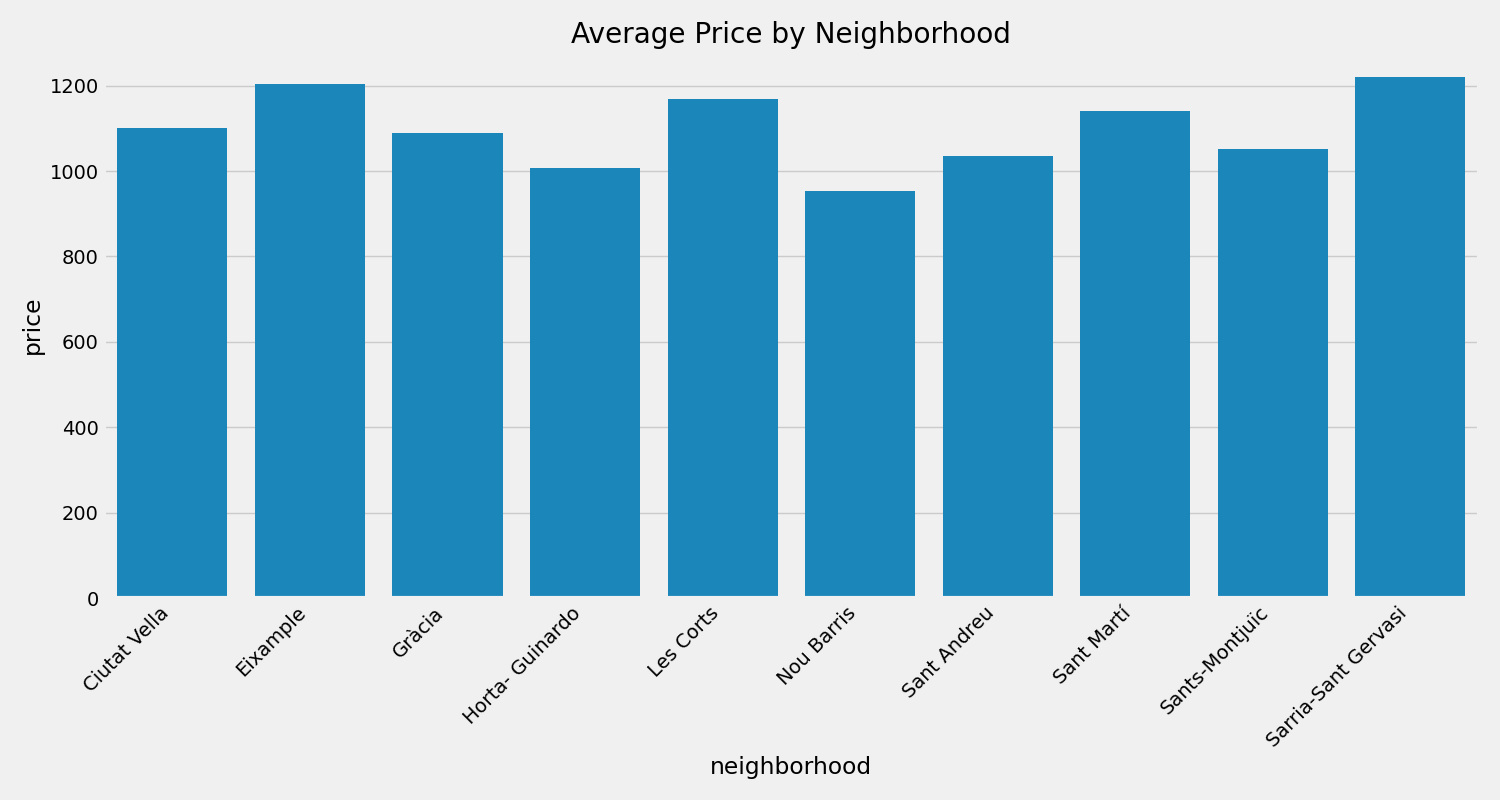 Average Price by Neighborhood
price
1200
1000
800
600
400
200
0
Ciutat Vella
Eixample
Gràcia
Horta- Guinardo
Les Corts
Nou Barris
Sant Andreu
Sant Martí
Sants-Montjuïc
Sarria-Sant Gervasi
neighborhood